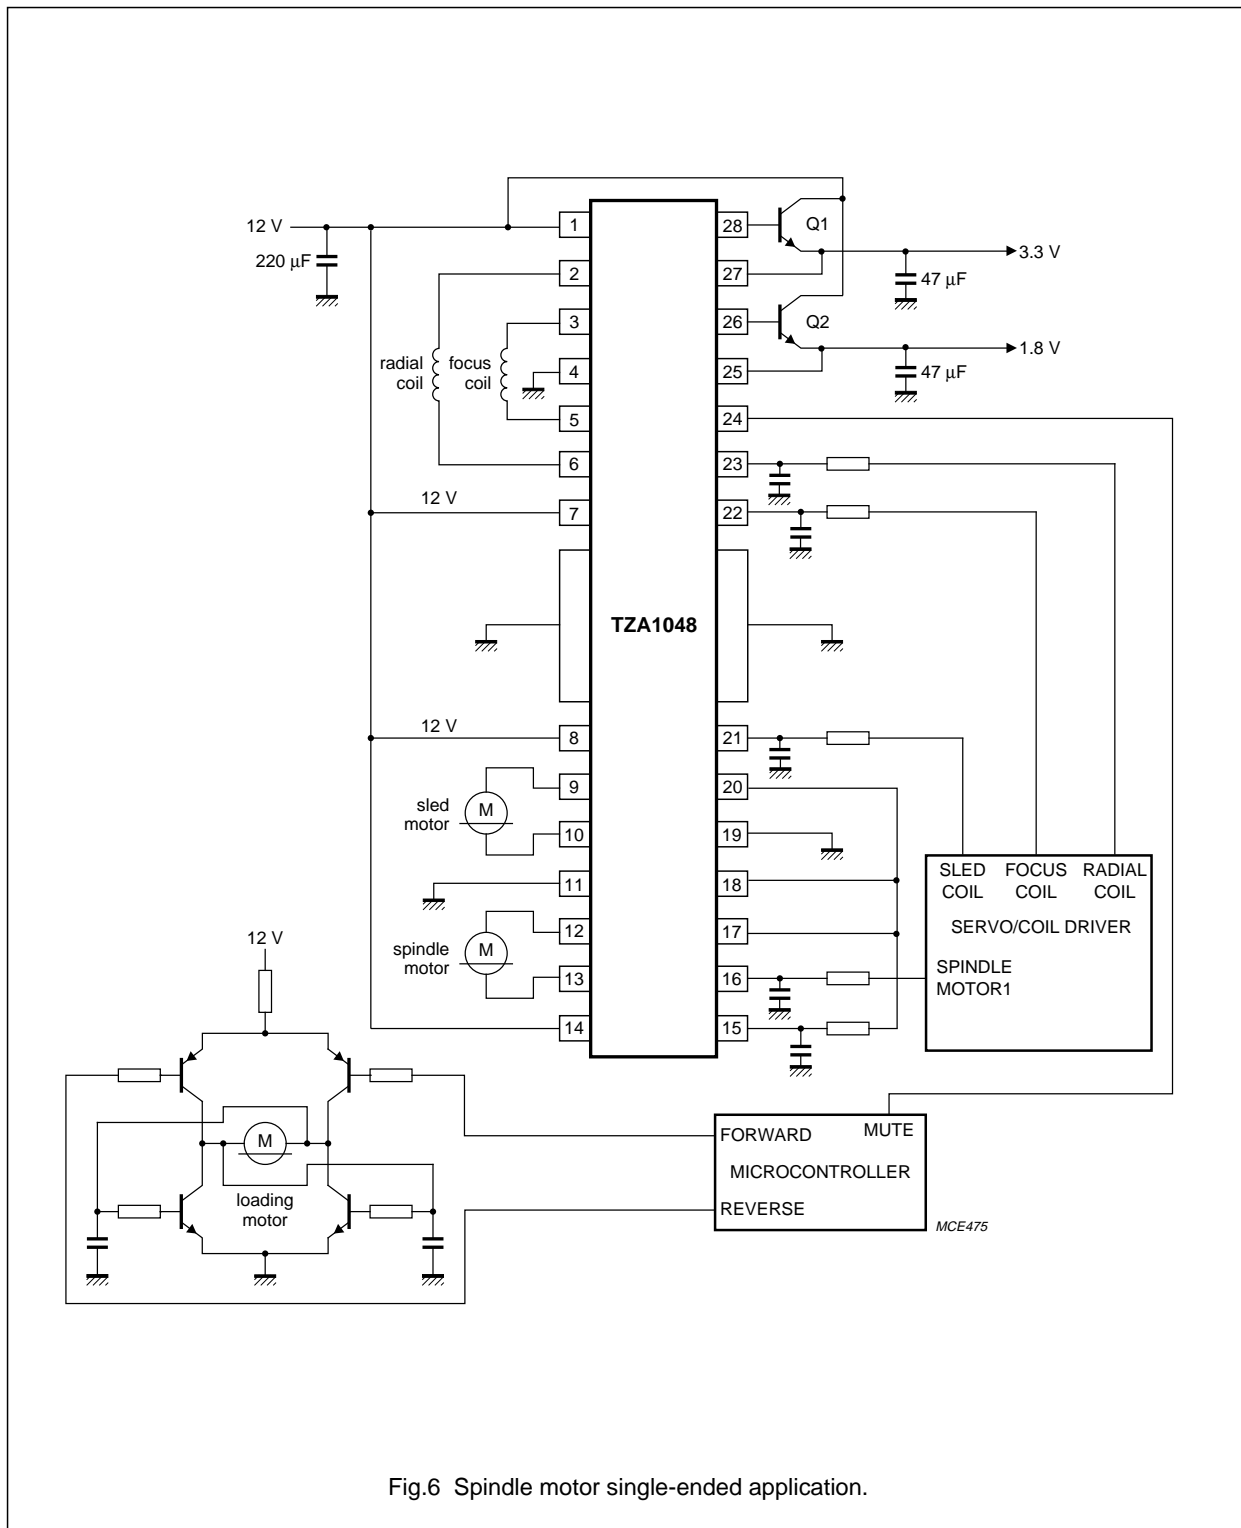 12 V
220 µF
1
2
3
4
5
6
7
8
9
10
11
12
13
14
28
27
26
25
24
23
22
21
20
19
18
17
16
15
Q1
3.3 V
47 µF
Q2
1.8 V
47 µF
radial
coil
focus
coil
12 V
TZA1048
12 V
M
sled
motor
M
spindle
motor
SLED
COIL
FOCUS
COIL
RADIAL
COIL
SERVO/COIL DRIVER
SPINDLE
MOTOR1
12 V
M
loading
motor
FORWARD
MUTE
MICROCONTROLLER
REVERSE
MCE475
Fig.6 Spindle motor single-ended application.